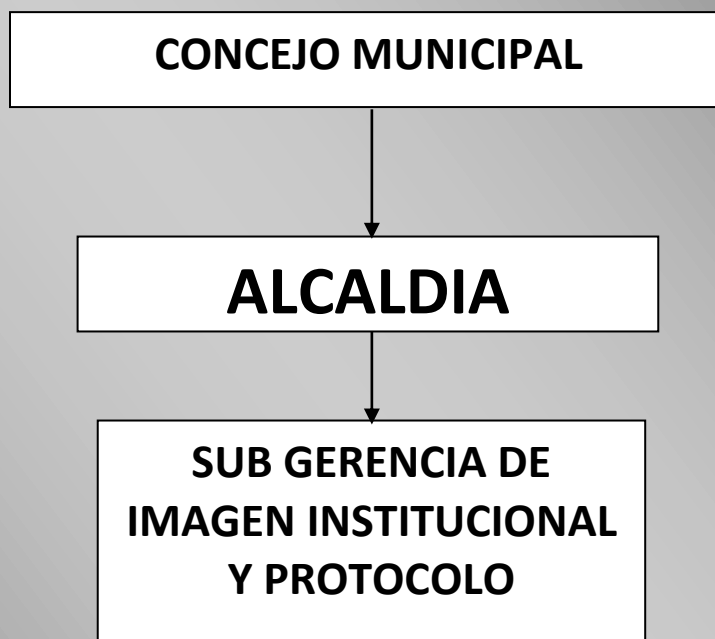 CONCEJO MUNICIPAL
ALCALDIA
SUB GERENCIA DE
IMAGEN INSTITUCIONAL
Y PROTOCOLO